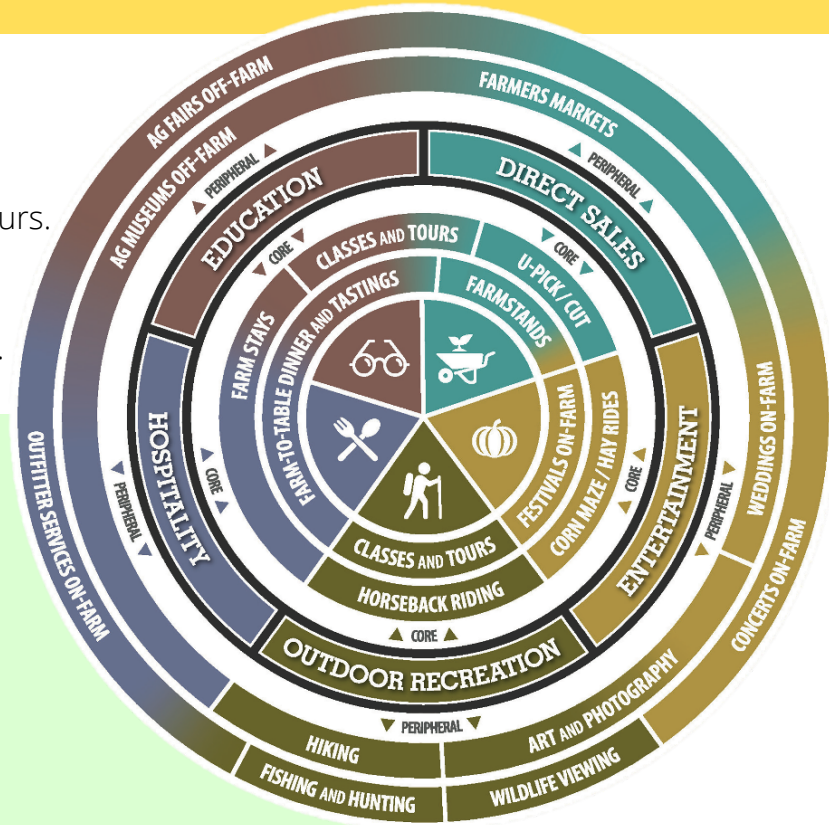 urs.
.
AG FAIRS OFF-FARM
FARMERS MARKETS
AG MUSEUMS OFF-FARM
PERIPHERAL
PERIPHERAL
EDUCATION
DIRECT SALES
CORE
CORE
CLASSES AND TOURS
U-PICK / CUT
FARM-TO-TABLE DINNER AND TASTINGS
FARMSTANDS
FARM STAYS
HOSPITALITY
CORE
PERIPHERAL
OUTFITTER SERVICES ON-FARM
FESTIVALS ON-FARM
CORN MAZE / HAY RIDES
CORE
ENTERTAINMENT
PERIPHERAL
WEDDINGS ON-FARM
CONCERTS ON-FARM
CLASSES AND TOURS
HORSEBACK RIDING
CORE
OUTDOOR RECREATION
PERIPHERAL
HIKING
ART AND PHOTOGRAPHY
FISHING AND HUNTING
WILDLIFE VIEWING